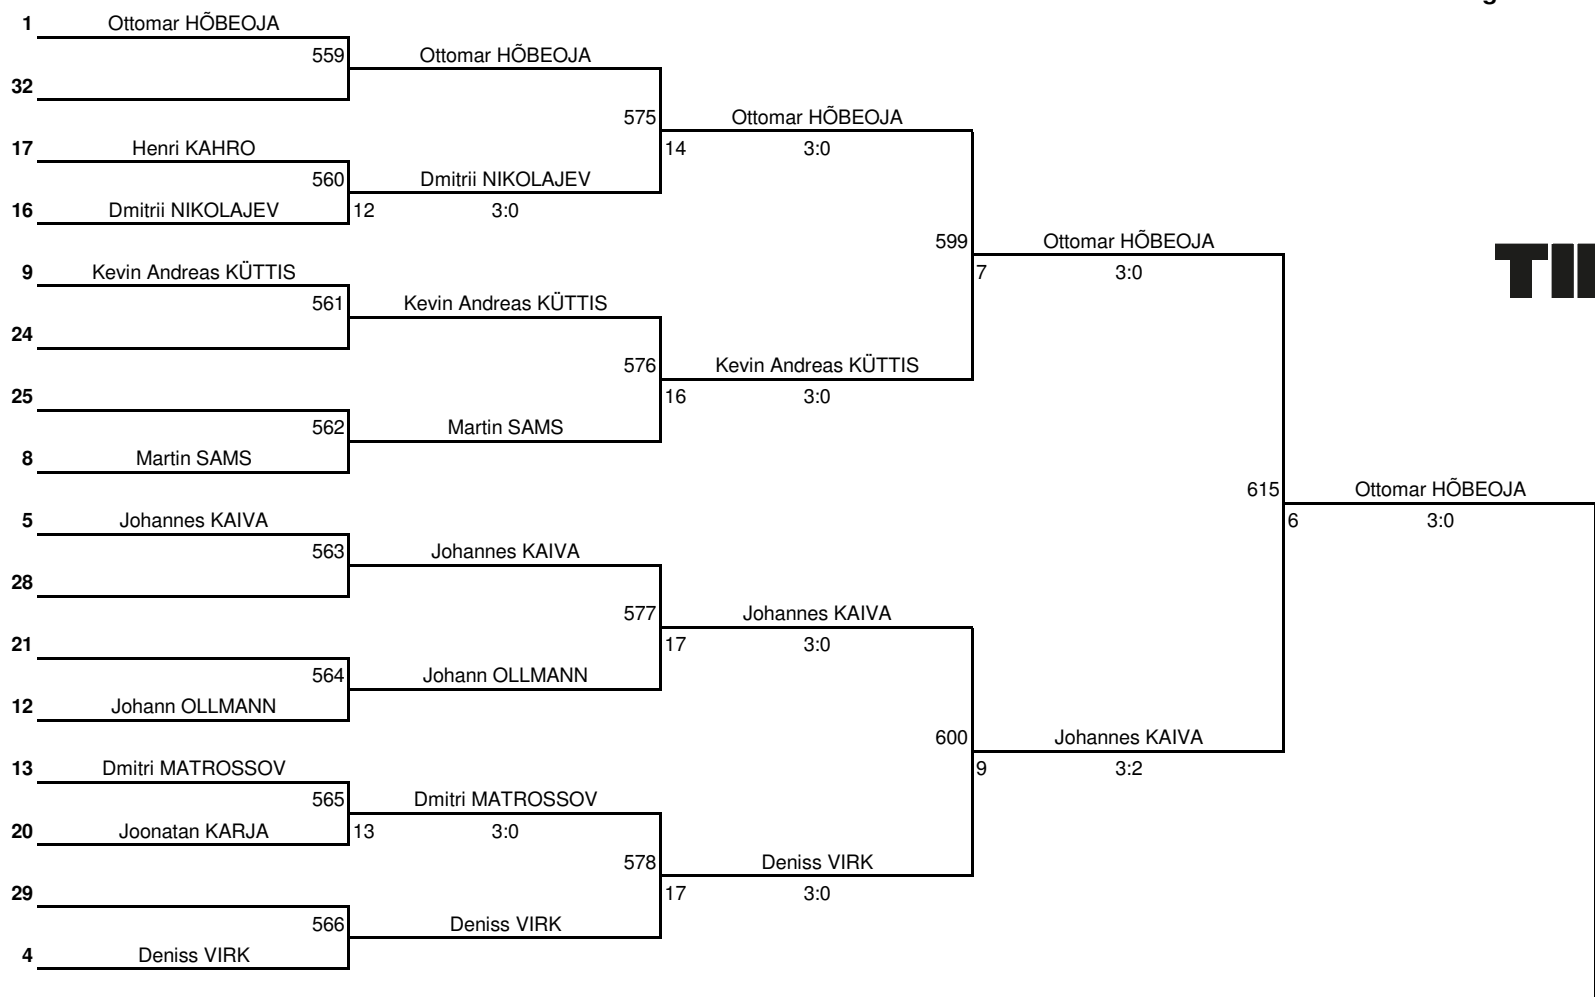 g
1 Ottomar HÕBEOJA
559 Ottomar HÕBEOJA
32
575 Ottomar HÕBEOJA
17 Henri KAHRO
14 3:0
560 Dmitrii NIKOLAJEV
16 Dmitrii NIKOLAJEV 12 3:0
599 Ottomar HÕBEOJA
9 Kevin Andreas KÜTTIS
7 3:0
561 Kevin Andreas KÜTTIS
24
576 Kevin Andreas KÜTTIS
25
16 3:0
562 Martin SAMS
8 Martin SAMS
615 Ottomar HÕBEOJA
5 Johannes KAIVA
6 3:0
563 Johannes KAIVA
28
577 Johannes KAIVA
21
17 3:0
564 Johann OLLMANN
12 Johann OLLMANN
600 Johannes KAIVA
13 Dmitri MATROSSOV
9 3:2
565 Dmitri MATROSSOV
20 Joonatan KARJA 13 3:0
578 Deniss VIRK
29
17 3:0
566 Deniss VIRK
4 Deniss VIRK